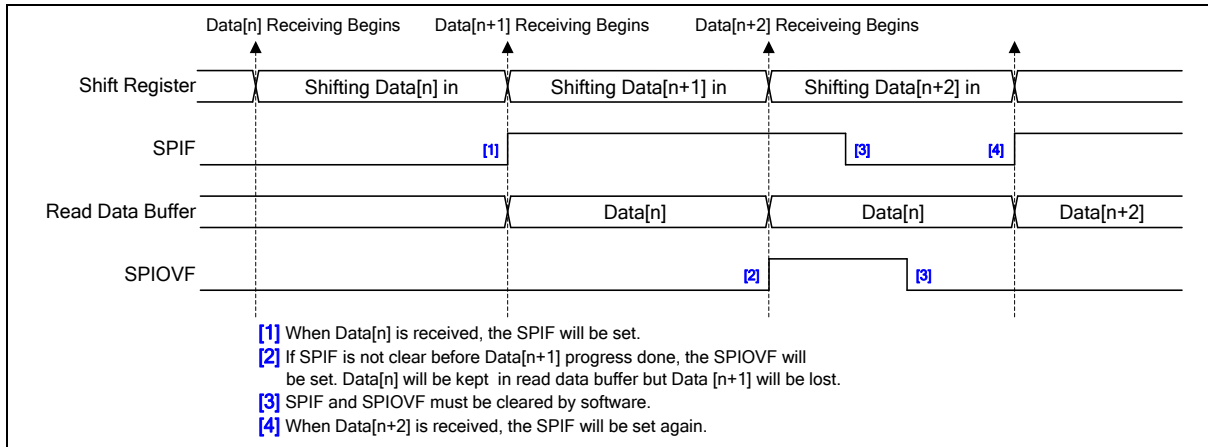 Data[n] Receiving Begins Data[n+1] Receiving Begins Data[n+2] Receiveing Begins
Shift Register Shifting Data[n] in Shifting Data[n+1] in Shifting Data[n+2] in
SPIF [1] [3] [4]
Read Data Buffer Data[n] Data[n] Data[n+2]
SPIOVF [2] [3]
[1] When Data[n] is received, the SPIF will be set.
[2] If SPIF is not clear before Data[n+1] progress done, the SPIOVF will
be set. Data[n] will be kept in read data buffer but Data [n+1] will be lost.
[3] SPIF and SPIOVF must be cleared by software.
[4] When Data[n+2] is received, the SPIF will be set again.